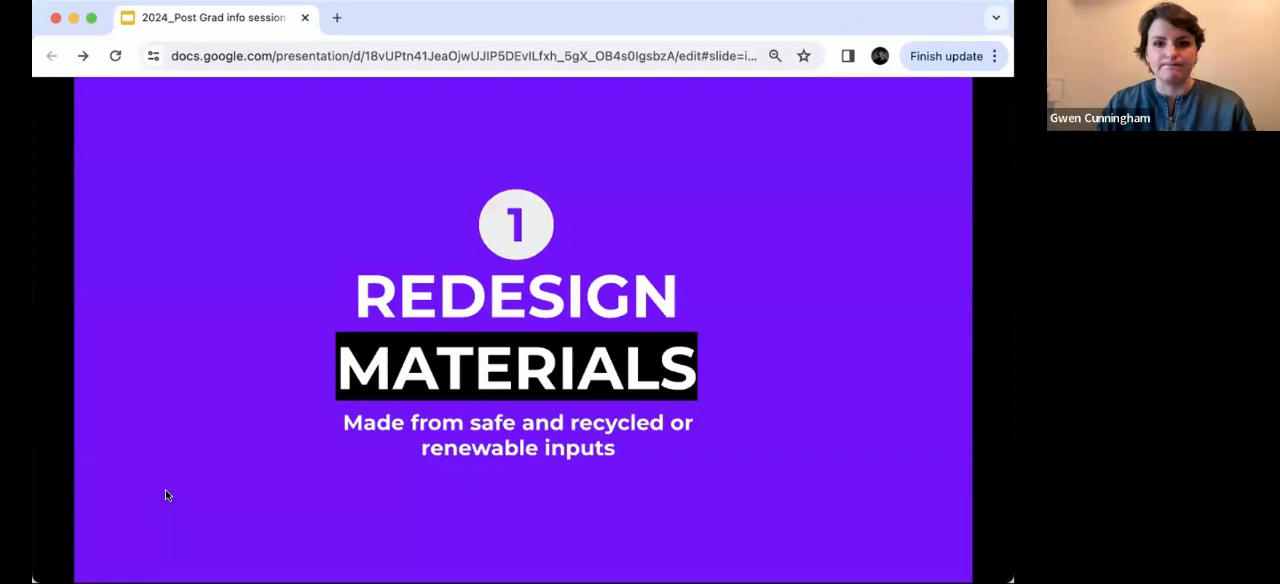 2024_Post Grad info session
docs.google.com/presentation/d/18vUPtn41JeaOjwUJIP5DEvILfxh_5gX_OB4s0IgsbzA/edit#slide=i...
Finish update
Gwen Cunningham
1
REDESIGN
MATERIALS
Made from safe and recycled or
renewable inputs